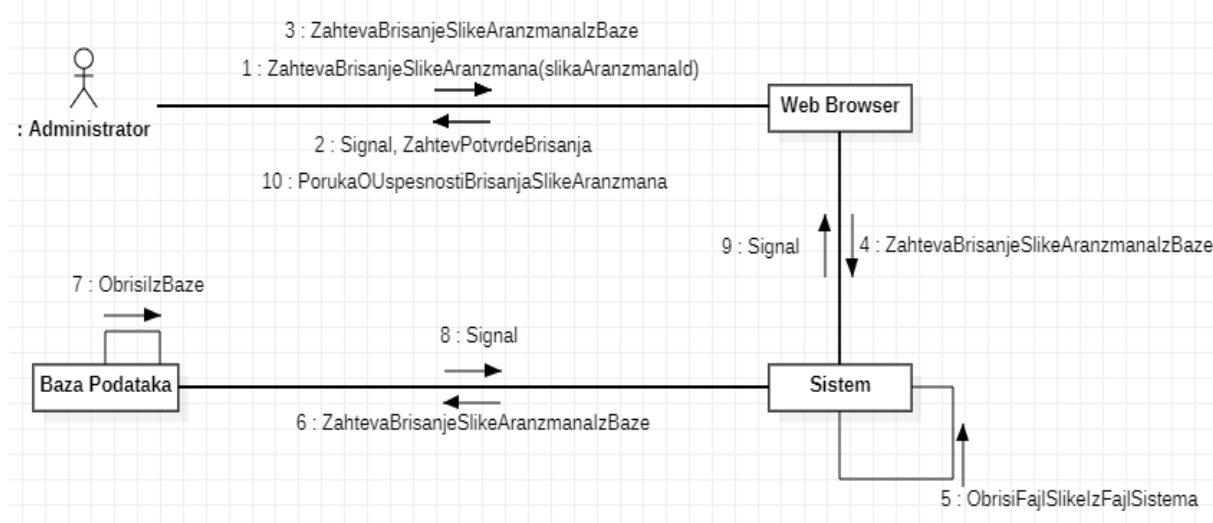 3 : ZahtevaBrisanjeSlikeAranzmanaIzBaze
1 : ZahtevaBrisanjeSlikeAranzmana(slikaAranzmanaId)
: Administrator
Web Browser
2 : Signal, ZahtevPotvrdeBrisanja
10 : PorukaOUspesnostiBrisanjaSlikeAranzmana
9 : Signal
4 : ZahtevaBrisanjeSlikeAranzmanaIzBaze
7 : ObrisiIzBaze
8 : Signal
Baza Podataka
Sistem
6 : ZahtevaBrisanjeSlikeAranzmanaIzBaze
5 : ObrisiFajlSlikeIzFajlSistema